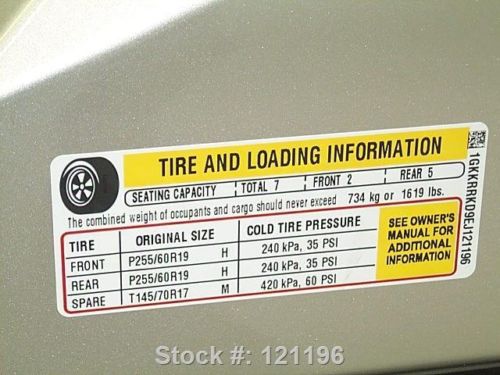 TIRE AND LOADING INFORMATION
SEATING CAPACITY TOTAL 7 FRONT 2 REAR 5
The combined weight of occupants and cargo should never exceed 734 kg or 1619 lbs.
TIRE ORIGINAL SIZE COLD TIRE PRESSURE
FRONT P255/60R19 H 240 kPa, 35 PSI
REAR P255/60R19 H 240 kPa, 35 PSI
SPARE T145/70R17 M 420 kPa, 60 PSI
SEE OWNER'S
MANUAL FOR
ADDITIONAL
INFORMATION
1GKKRRKD9EJ121196
Stock #: 121196